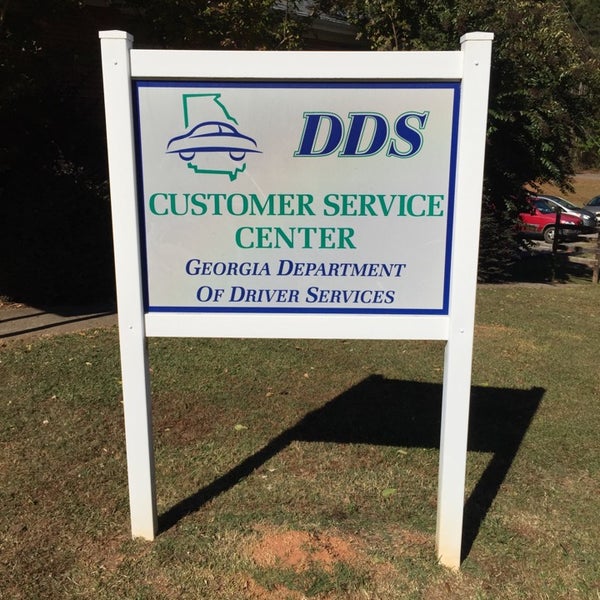 DDS
CUSTOMER SERVICE
CENTER
GEORGIA DEPARTMENT
OF DRIVER SERVICES